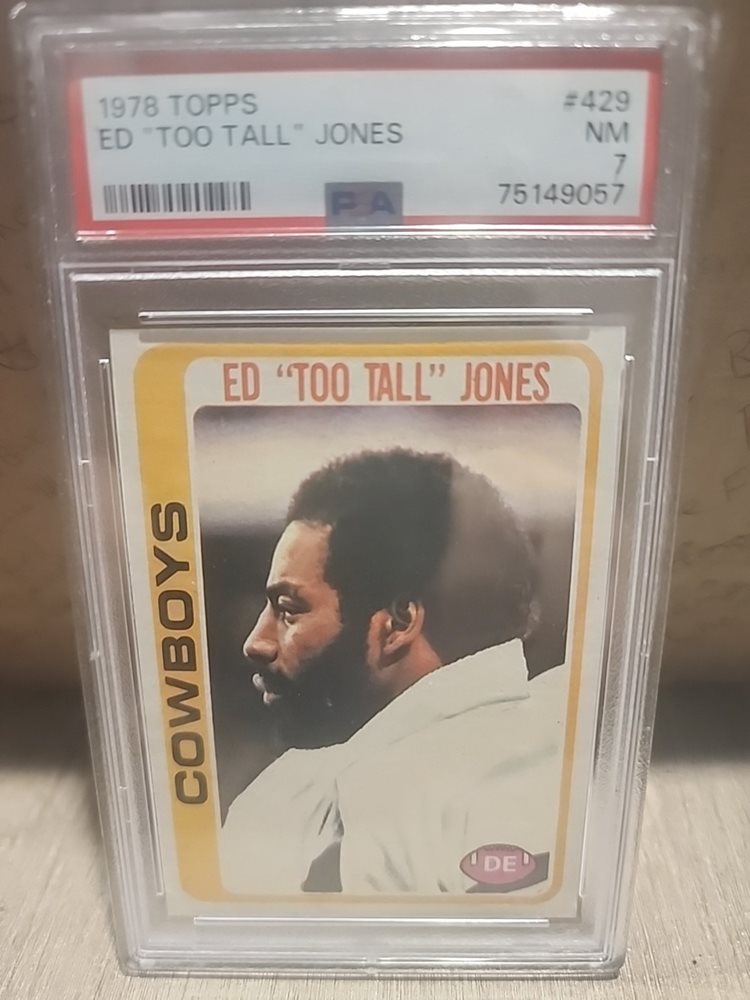 1978 TOPPS #429
ED "TOO TALL" JONES NM
7
PSA 75149057
ED “TOO TALL” JONES
COWBOYS
DE